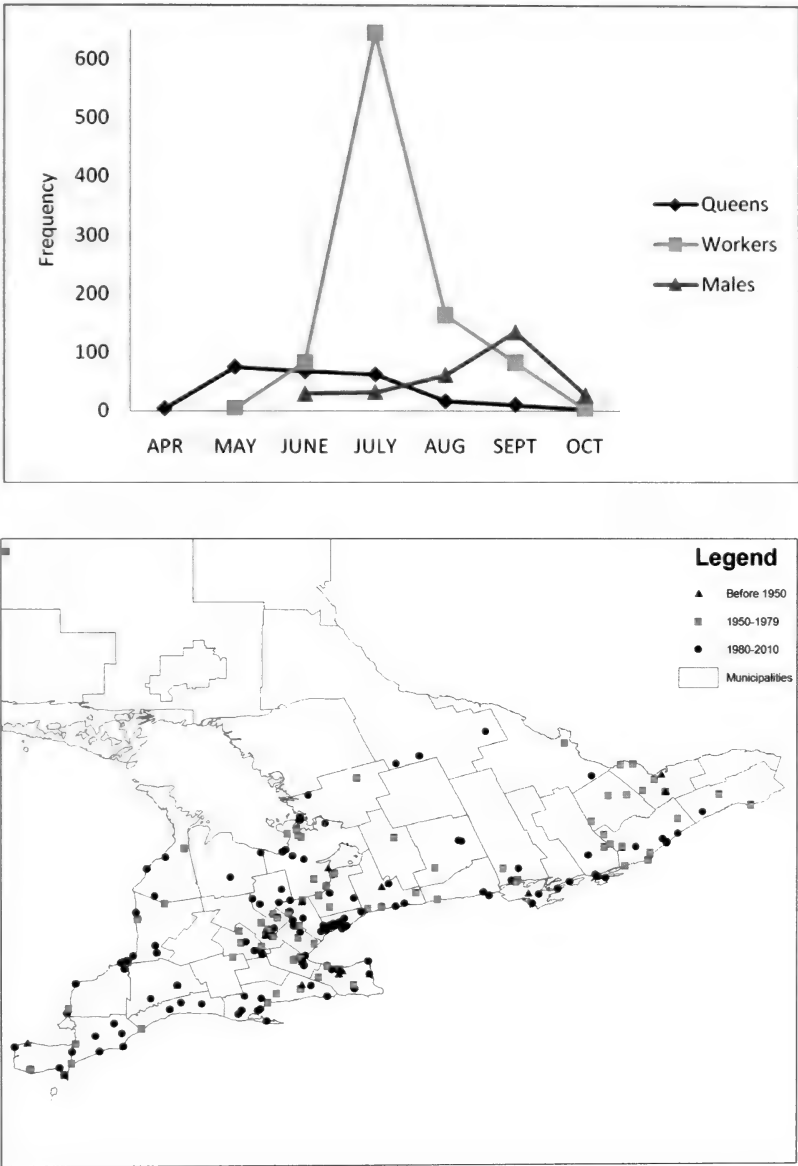 600
500
400
300
200
100
0
Frequency
APR MAY JUNE JULY AUG SEPT OCT
Queens
Workers
Males
Legend
Before 1950
1950-1979
1980-2010
Municipalities